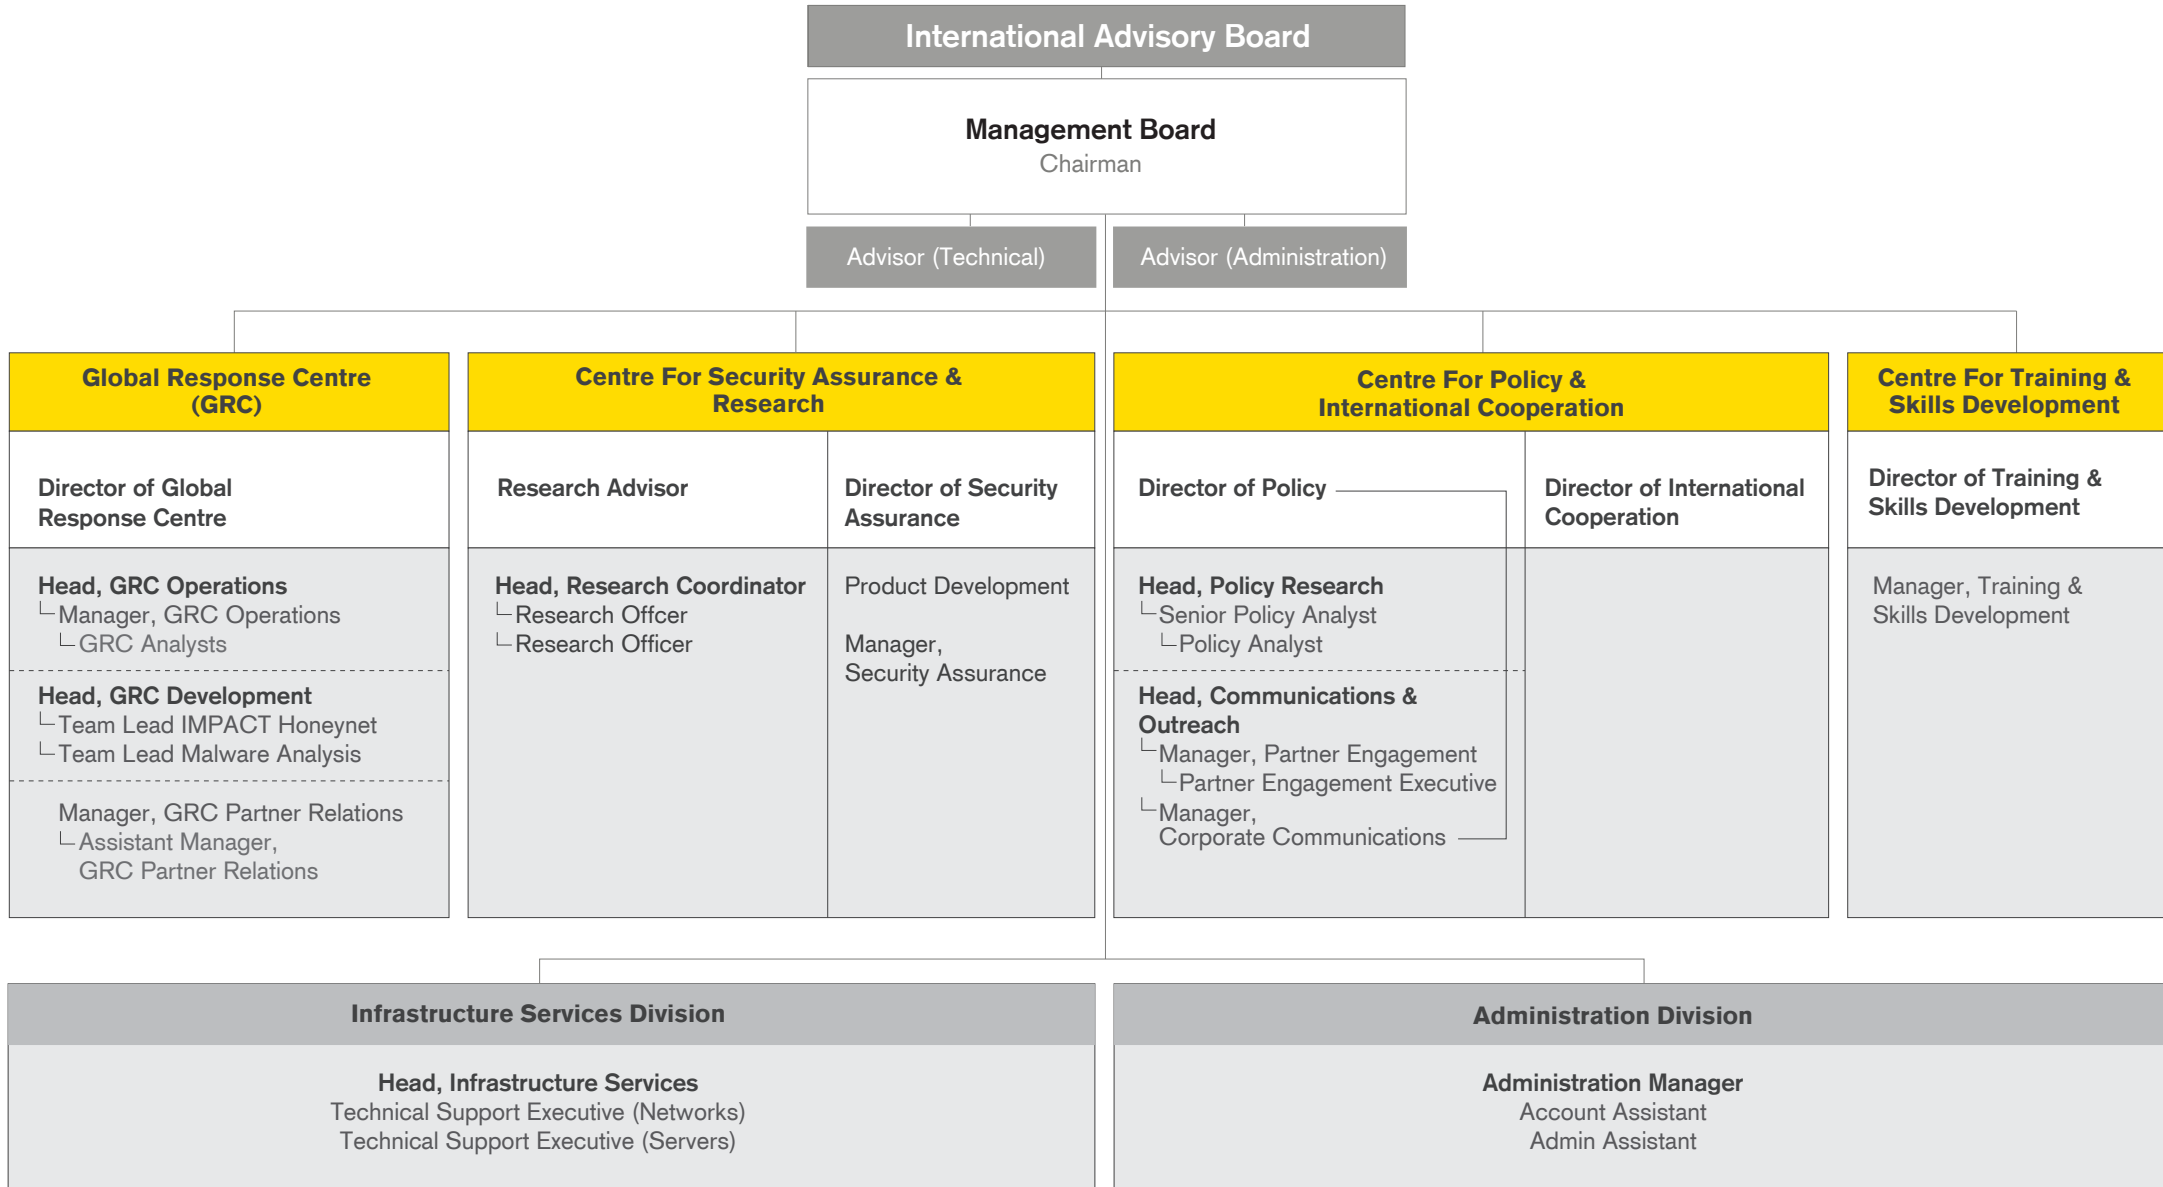 International Advisory Board
Management Board
Chairman
Advisor (Technical)
Advisor (Administration)
Global Response Centre
(GRC)
Director of Global
Response Centre
Head, GRC Operations
Manager, GRC Operations
GRC Analysts
Head, GRC Development
Team Lead IMPACT Honeynet
Team Lead Malware Analysis
Manager, GRC Partner Relations
Assistant Manager,
GRC Partner Relations
Centre For Security Assurance &
Research
Research Advisor
Head, Research Coordinator
Research Offcer
Research Officer
Director of Security
Assurance
Product Development
Manager,
Security Assurance
Centre For Policy &
International Cooperation
Director of Policy
Head, Policy Research
Senior Policy Analyst
Policy Analyst
Head, Communications &
Outreach
Manager, Partner Engagement
Partner Engagement Executive
Manager,
Corporate Communications
Director of International
Cooperation
Centre For Training &
Skills Development
Director of Training &
Skills Development
Manager, Training &
Skills Development
Infrastructure Services Division
Head, Infrastructure Services
Technical Support Executive (Networks)
Technical Support Executive (Servers)
Administration Division
Administration Manager
Account Assistant
Admin Assistant